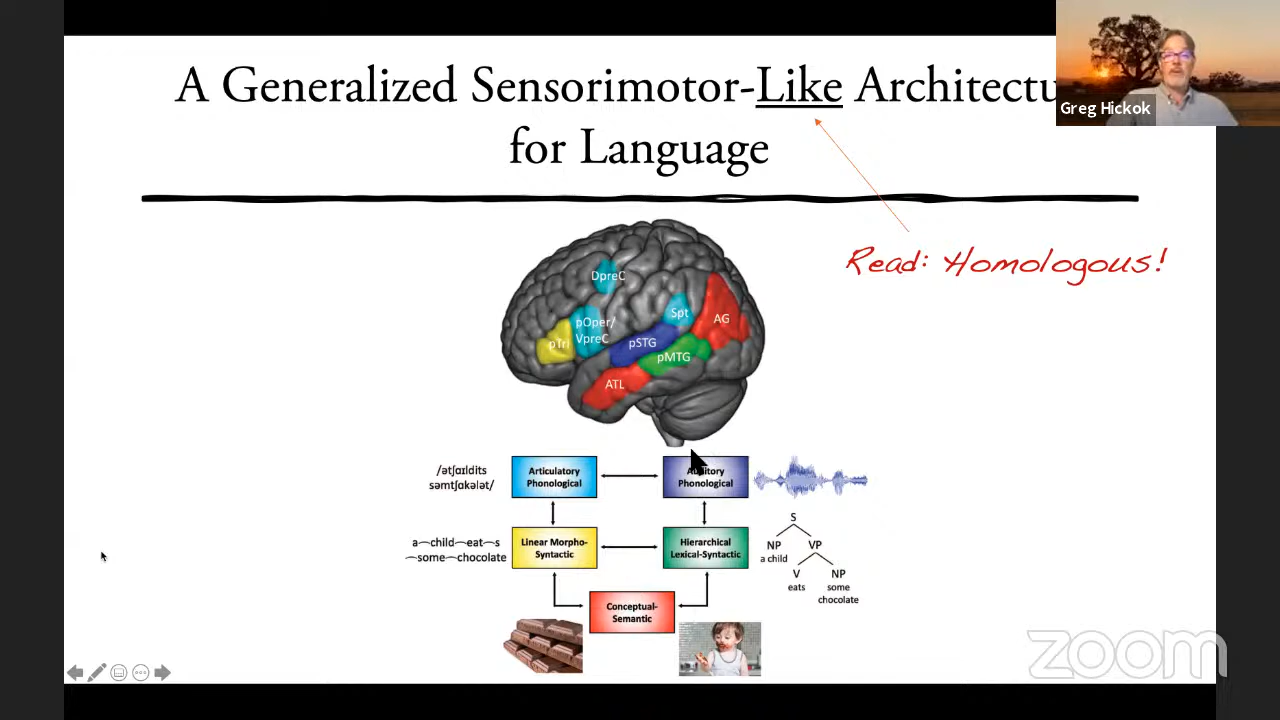 A Generalized Sensorimotor-Like Architectu
for Language
Greg Hickok
Read: Homologous!
DpreC
pOper/
VpreC
pTri
Spt
AG
pSTG
pMTG
ATL
/ətʃaɪldits
səmtʃɑkələt/
Articulatory
Phonological
Auditory
Phonological
a⁀child⁀eat⁀s
⁀some⁀chocolate
Linear Morpho-
Syntactic
Hierarchical
Lexical-Syntactic
S
NP
VP
a child
V
NP
eats
some
chocolate
Conceptual-
Semantic
zoom